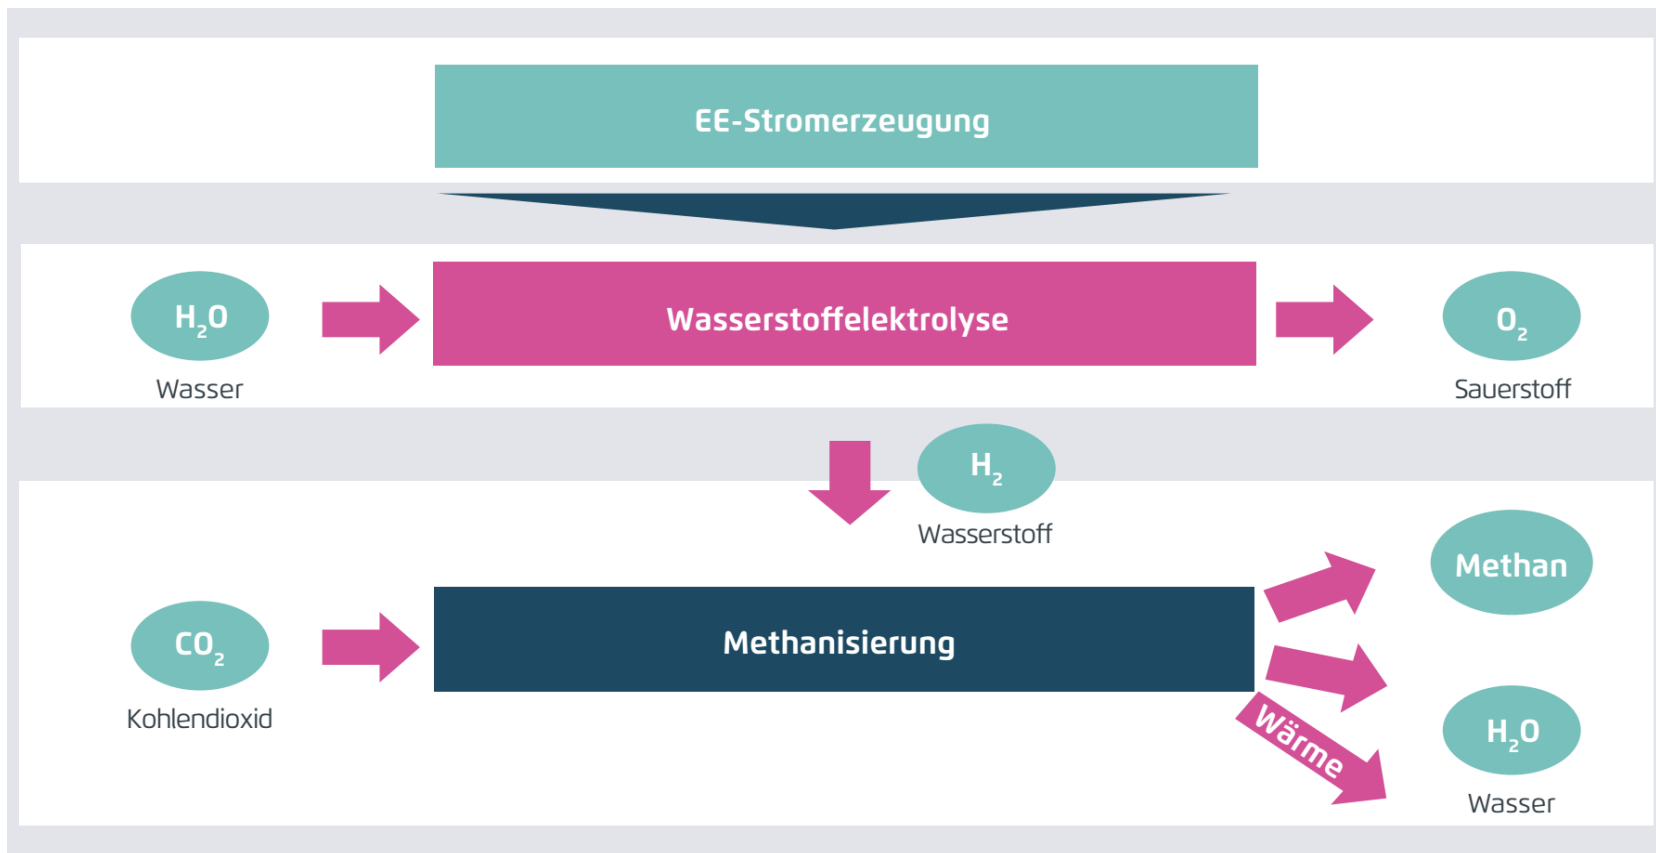 EE-Stromerzeugung
H₂O
Wasser
Wasserstoffelektrolyse
O₂
Sauerstoff
H₂
Wasserstoff
CO₂
Kohlendioxid
Methanisierung
Methan
Wärme
H₂O
Wasser